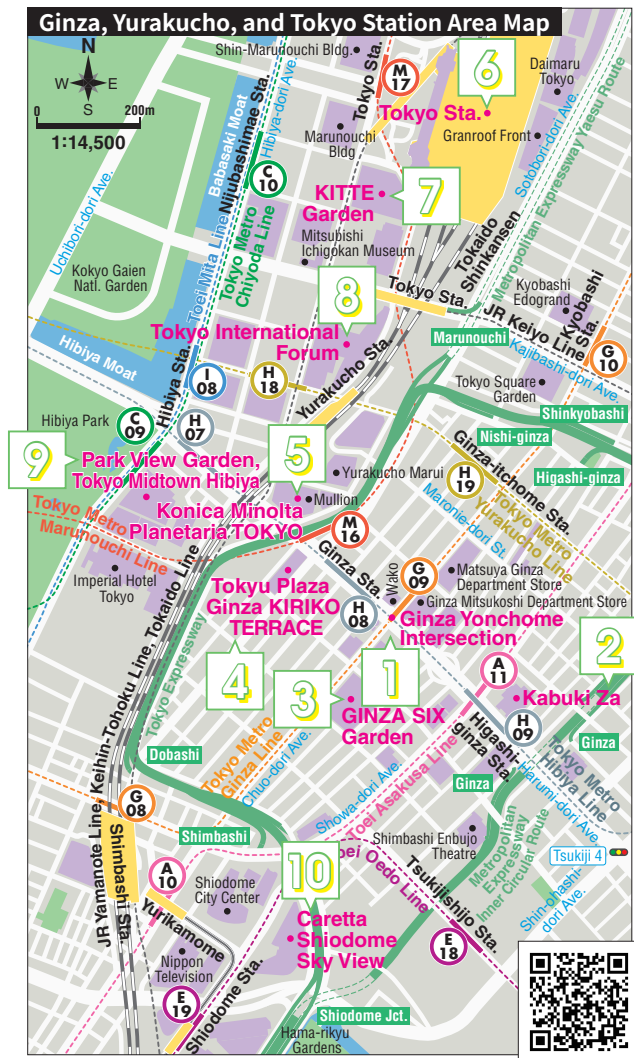 Ginza, Yurakucho, and Tokyo Station Area Map
N
W
E
S
0
200m
1:14,500
Shin-Marunouchi Bldg.
Tokyo Sta.
M
17
6
Daimaru
Tokyo
Tokyo Sta.
Granroof Front
Marunouchi
Bldg
Sotobori-dori Ave.
Metropolitan Expressway Yaesu Route
Hibiya-dori Ave.
Babasaki Moat
Nijubashimae Sta.
C
10
Uchibori-dori Ave.
KITTE
Garden
7
Mitsubishi
Ichigokan Museum
Tokaido
Shinkansen
Toei Mita Line
Tokyo Metro
Chiyoda Line
Kokyo Gaien
Natl. Garden
8
Tokyo Sta.
JR Keiyo Line
Kyobashi
Edogrand
Kyobashi
Sta.
G
10
Kajibashi-dori Ave.
Marunouchi
Tokyo International
Forum
Hibiya Moat
Hibiya Sta.
I
08
H
18
Yurakucho Sta.
Tokyo Square
Garden
Shinkyobashi
Hibiya Park
C
09
H
07
Nishi-ginza
Higashi-ginza
9
Park View Garden,
Tokyo Midtown Hibiya
5
Yurakucho Marui
Mullion
Konica Minolta
Planetaria TOKYO
H
19
Ginza-itchome Sta.
Tokyo Metro
Yurakucho Line
Maronie-dori St.
Tokyo Metro
Marunouchi Line
M
16
Imperial Hotel
Tokyo
Ginza Sta.
Wako
G
09
Matsuya Ginza
Department Store
Ginza Mitsukoshi Department Store
Tokyu Plaza
Ginza KIRIKO
TERRACE
H
08
Ginza Yonchome
Intersection
4
3
1
2
A
11
Kabuki Za
GINZA SIX
Garden
H
09
Higashi-
ginza Sta.
Ginza
Tokyo Metro
Hibiya Line
Harumi-dori Ave.
JR Yamanote Line, Keihin-Tohoku Line, Tokaido Line
Tokyo Expressway
Dobashi
Tokyo Metro
Ginza Line
Chuo-dori Ave.
Ginza
Showa-dori Ave.
Toei Asakusa Line
G
08
Shimbashi
Shimbashi Sta.
Shimbashi Enbujo
Theatre
Metropolitan
Expressway
Inner Circular Route
Tsukiji 4
Shin-ohashi-
dori Ave.
A
10
Shiodome
City Center
10
oei Oedo Line
Tsukijishijo Sta.
E
18
Yurikamome
Caretta
Shiodome
Sky View
Nippon
Television
E
19
Shiodome Sta.
Shiodome Jct.
Hama-rikyu
Gardens